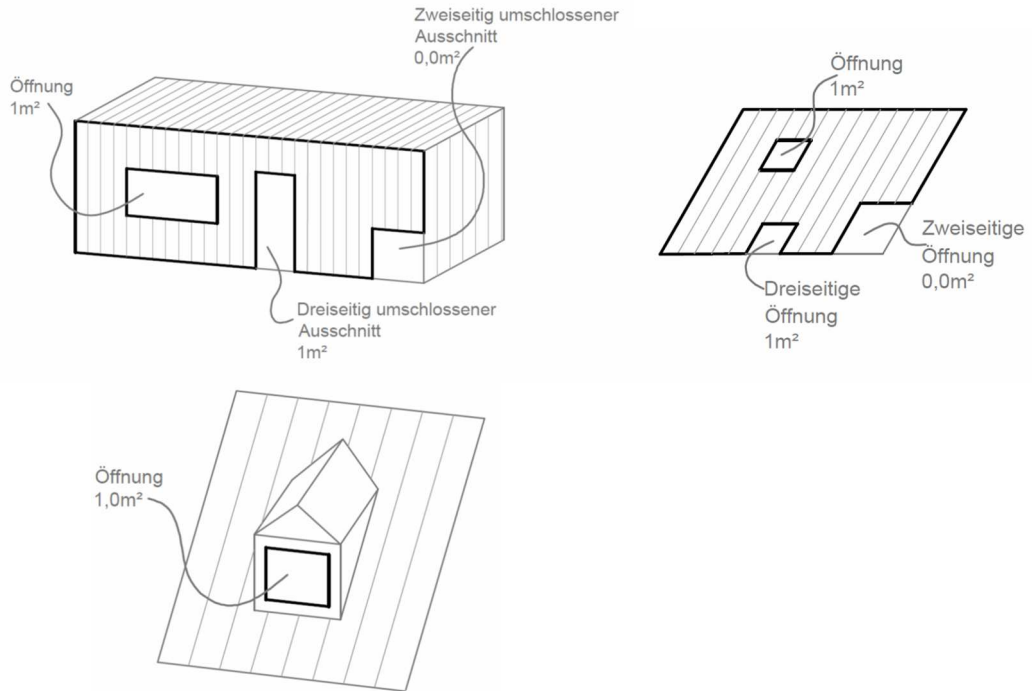 Zweiseitig umschlossener
Ausschnitt
0,0m²
Öffnung
1m²
Dreiseitig umschlossener
Ausschnitt
1m²
Öffnung
1m²
Zweiseitige
Öffnung
0,0m²
Dreiseitige
Öffnung
1m²
Öffnung
1,0m²